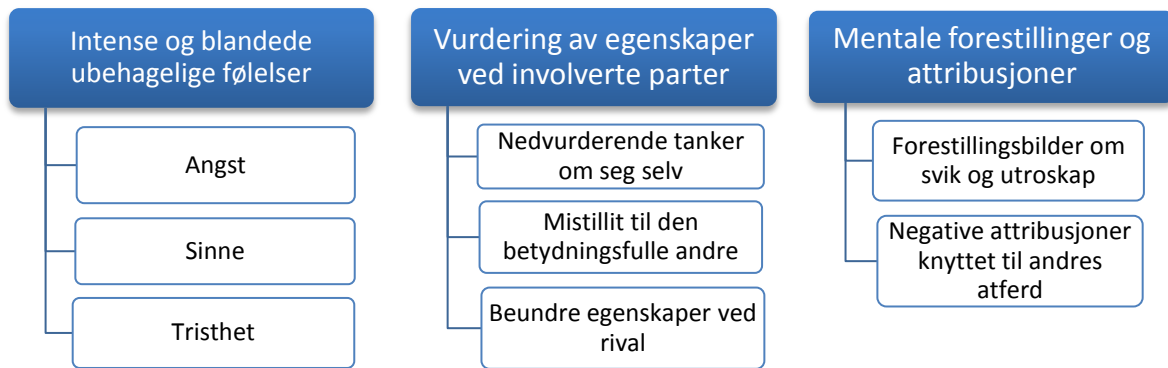 Intense og blandede
ubehagelige følelser
Angst
Sinne
Tristhet
Vurdering av egenskaper
ved involverte parter
Nedvurderende tanker
om seg selv
Mistillit til den
betydningsfulle andre
Beundre egenskaper ved
rival
Mentale forestillinger og
attribusjoner
Forestillingsbilder om
svik og utroskap
Negative attribusjoner
knyttet til andres
atferd